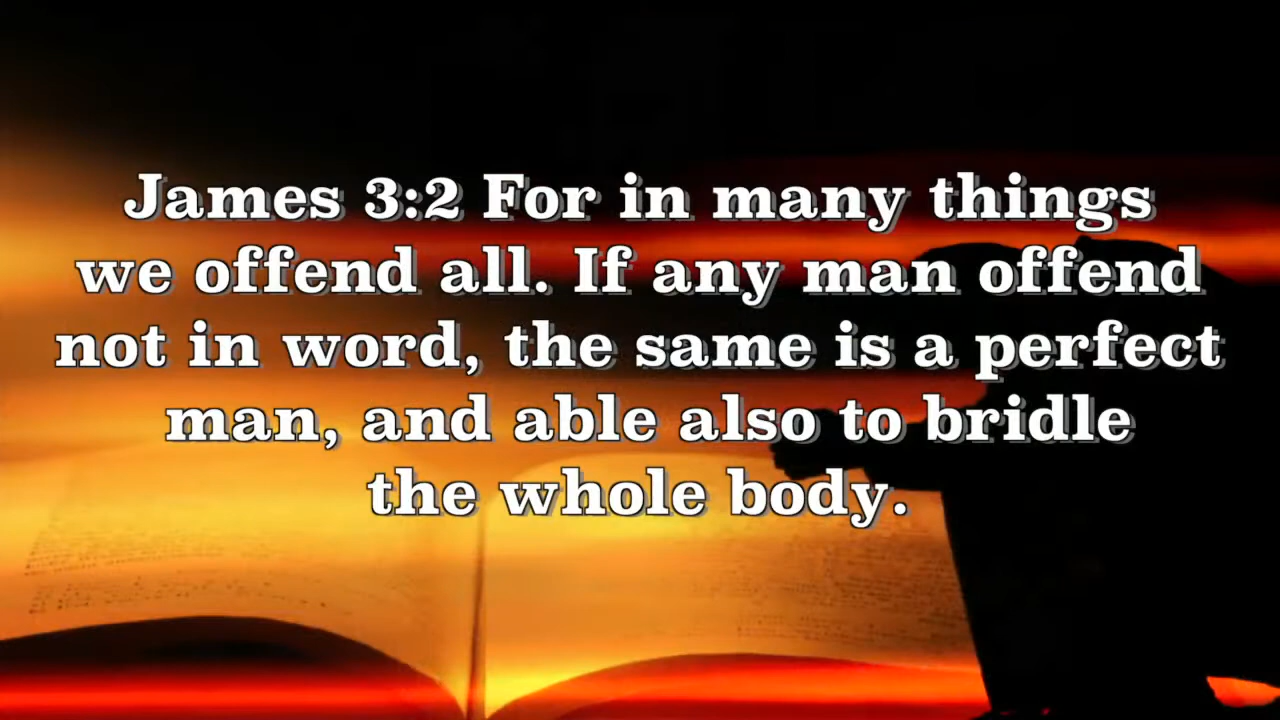 James 3:2 For in many things
we offend all. If any man offend
not in word, the same is a perfect
man, and able also to bridle
the whole body.